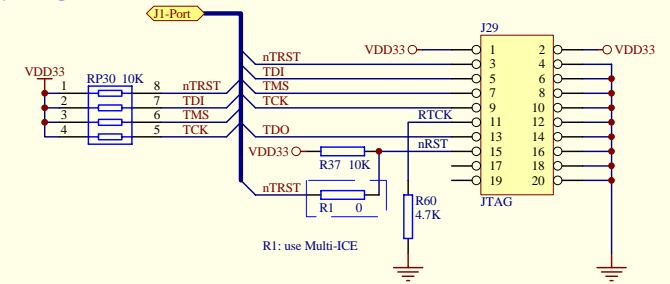 J1-Port
J29
VDD33 1 2 VDD33
nTRST 3 4
TDI 5 6
TMS 7 8
TCK 9 10
RTCK 11 12
TDO 13 14
nRST 15 16
17 18
19 20
JTAG
VDD33
RP30 10K
1 8 nTRST
2 7 TDI
3 6 TMS
4 5 TCK
VDD33
R37 10K
nTRST
R1 0
R60
4.7K
R1: use Multi-ICE